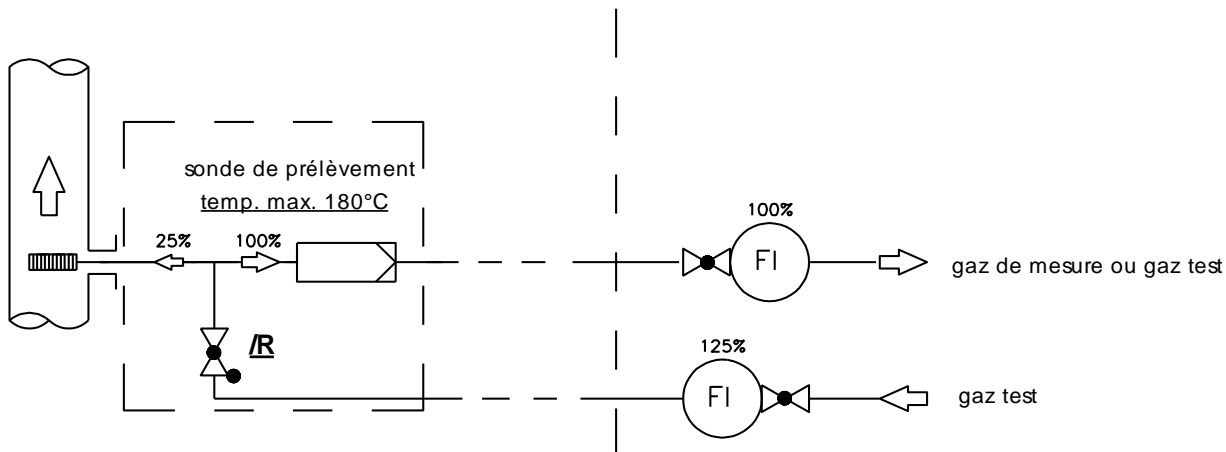 sonde de prélèvement
temp. max. 180°C
25%
100%
100%
FI
gaz de mesure ou gaz test
/R
125%
FI
gaz test